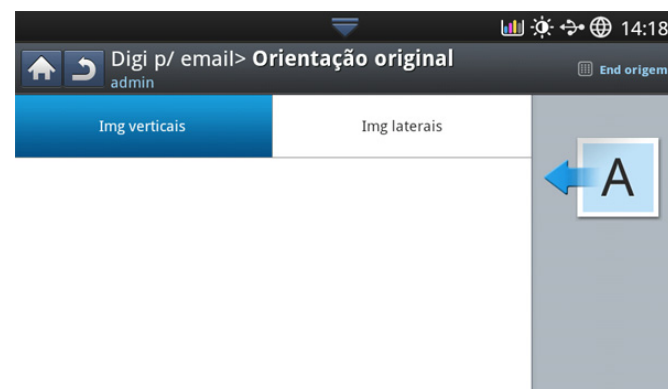 14:18
Digi p/ email> Orientação original
admin
End origem
Img verticais
Img laterais
A